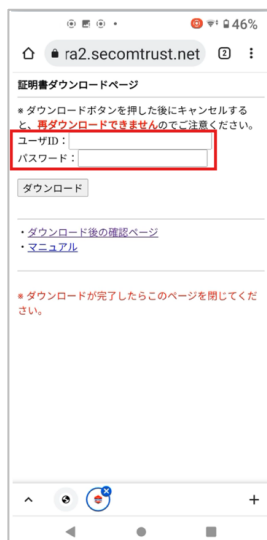 46%
ra2.secomtrust.net
2
証明書ダウンロードページ
※ ダウンロードボタンを押した後にキャンセルする
と、再ダウンロードできませんのでご注意ください。
ユーザID：
パスワード：
ダウンロード
・ダウンロード後の確認ページ
・マニュアル
※ ダウンロードが完了したらこのページを閉じてくだ
さい。